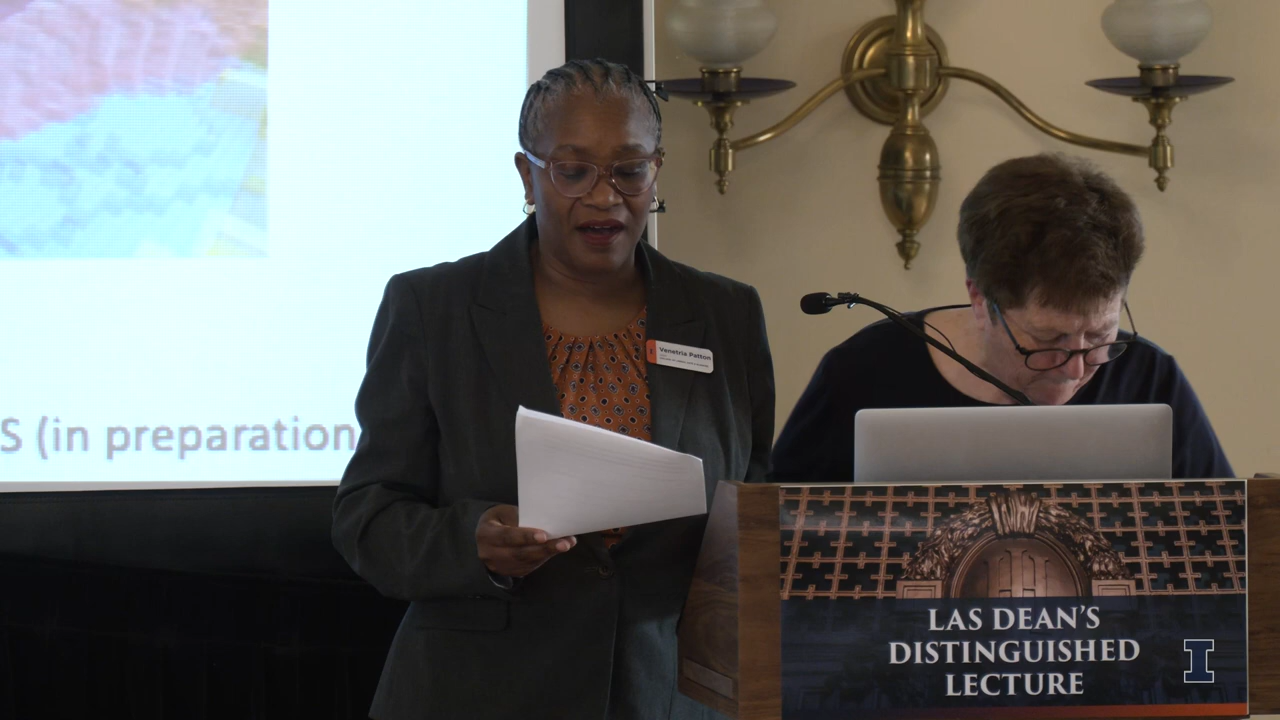 S (in preparation
Venetria Patton
LAS DEAN'S
DISTINGUISHED
LECTURE
I